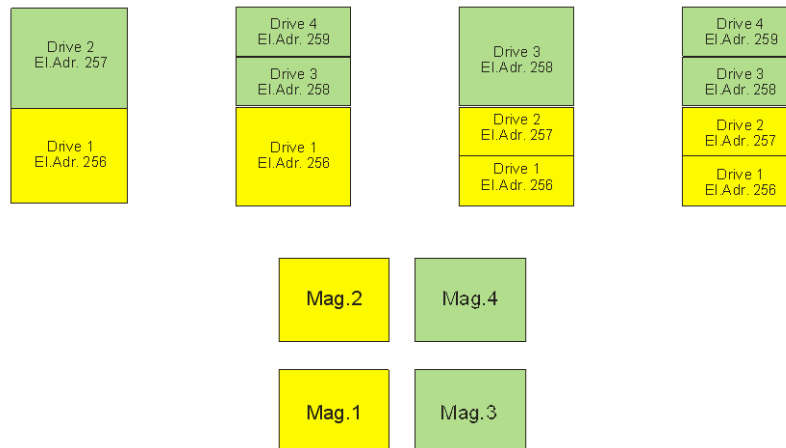 Drive 2
El.Adr. 257
Drive 1
El.Adr. 256
Drive 4
El.Adr. 259
Drive 3
El.Adr. 258
Drive 1
El.Adr. 256
Drive 3
El.Adr. 258
Drive 2
El.Adr. 257
Drive 1
El.Adr. 256
Drive 4
El.Adr. 259
Drive 3
El.Adr. 258
Drive 2
El.Adr. 257
Drive 1
El.Adr. 256
Mag.2
Mag.4
Mag.1
Mag.3